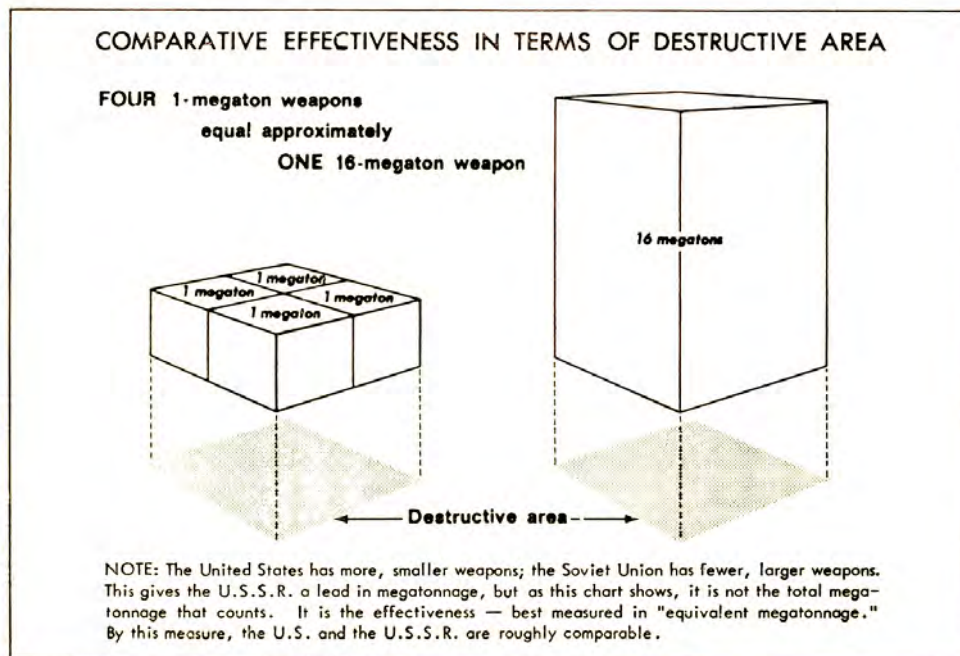 COMPARATIVE EFFECTIVENESS IN TERMS OF DESTRUCTIVE AREA
FOUR 1-megaton weapons
equal approximately
ONE 16-megaton weapon
16 megatons
1 megaton
1 megaton
1 megaton
1 megaton
Destructive area
NOTE: The United States has more, smaller weapons; the Soviet Union has fewer, larger weapons.
This gives the U.S.S.R. a lead in megatonnage, but as this chart shows, it is not the total mega-
tonnage that counts. It is the effectiveness — best measured in "equivalent megatonnage."
By this measure, the U.S. and the U.S.S.R. are roughly comparable.